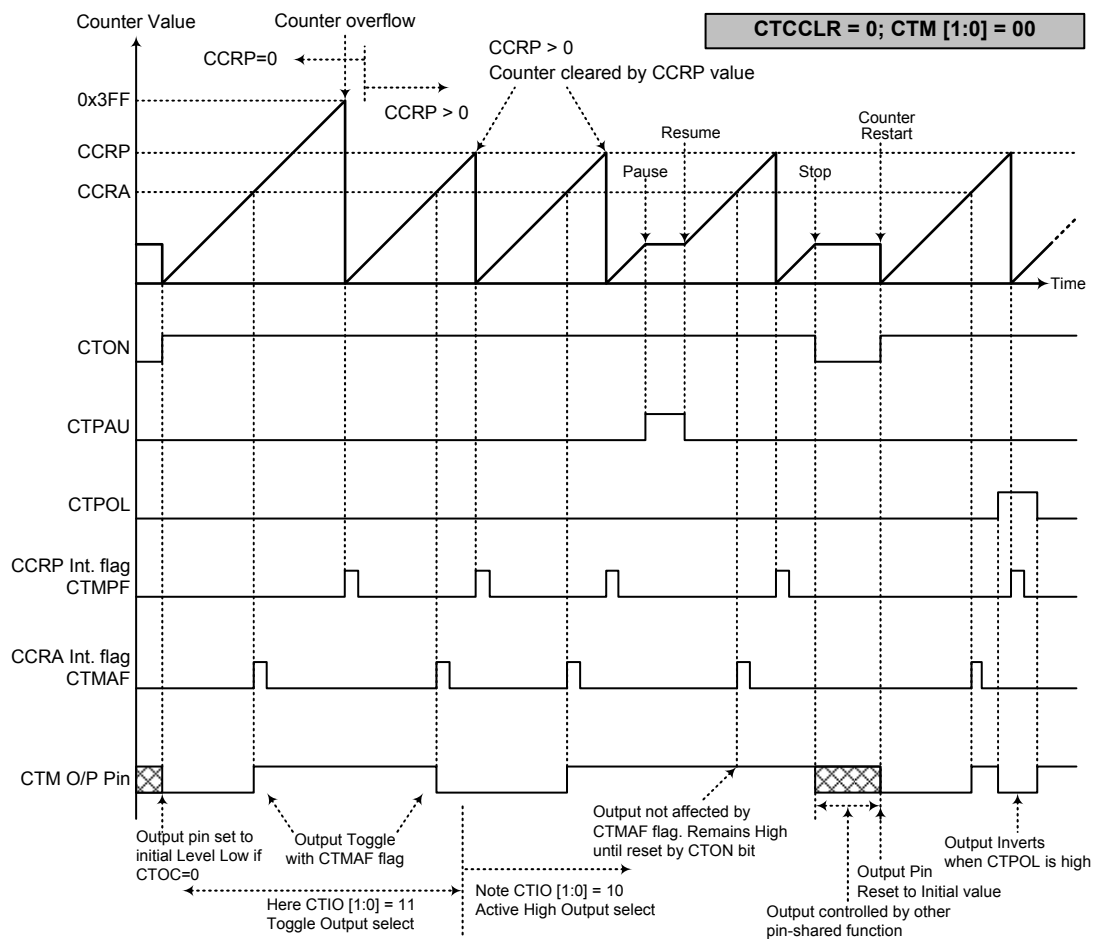 Counter Value
Counter overflow
CTCCLR = 0; CTM [1:0] = 00
CCRP=0
CCRP > 0
Counter cleared by CCRP value
0x3FF
CCRP > 0
Resume
Counter
Restart
CCRP
Pause
Stop
CCRA
Time
CTON
CTPAU
CTPOL
CCRP Int. flag
CTMPF
CCRA Int. flag
CTMAF
CTM O/P Pin
Output pin set to
initial Level Low if
CTOC=0
Output Toggle
with CTMAF flag
Output not affected by
CTMAF flag. Remains High
until reset by CTON bit
Output Inverts
when CTPOL is high
Output Pin
Reset to Initial value
Here CTIO [1:0] = 11
Toggle Output select
Note CTIO [1:0] = 10
Active High Output select
Output controlled by other
pin-shared function